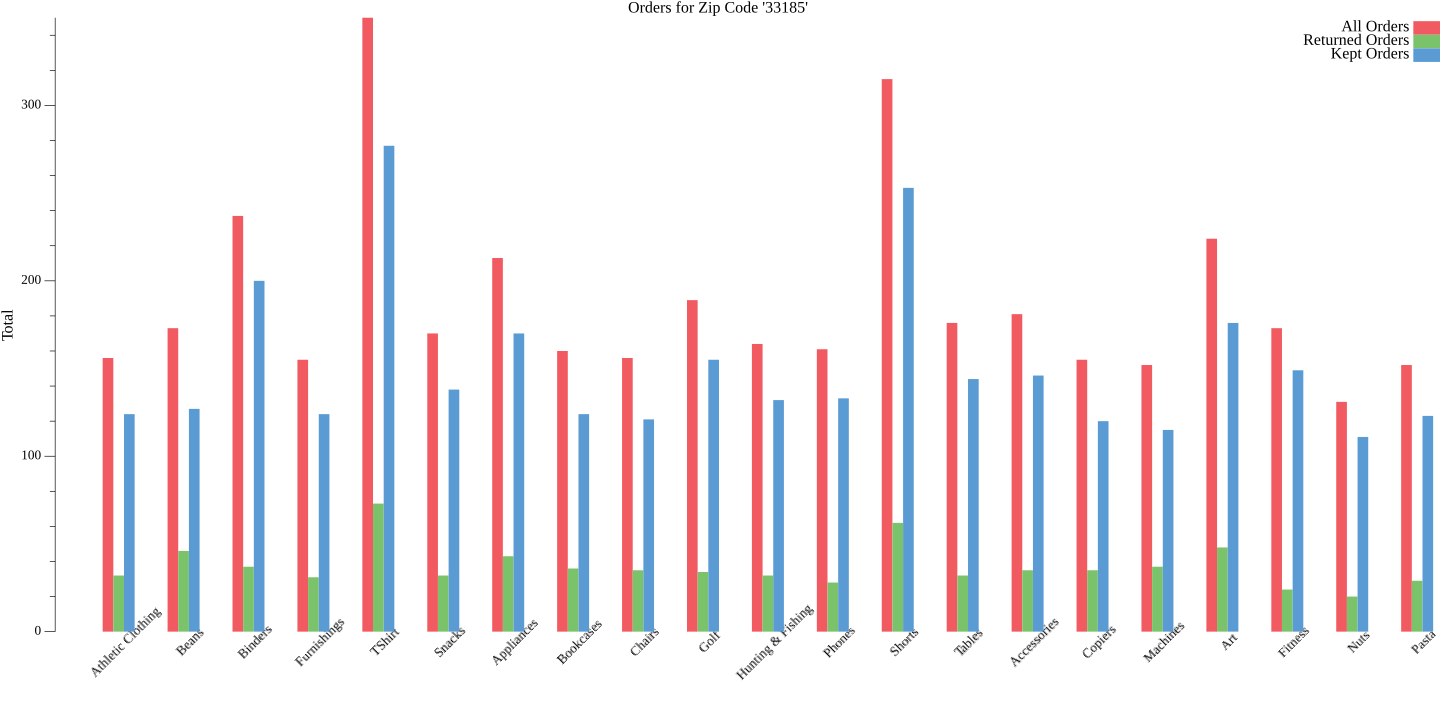 Orders for Zip Code '33185'
All Orders
Returned Orders
Kept Orders
Total
300
200
100
0
Athletic Clothing
Beans
Binders
Furnishings
TShirt
Snacks
Appliances
Bookcases
Chairs
Golf
Hunting & Fishing
Phones
Shorts
Tables
Accessories
Copiers
Machines
Art
Fitness
Nuts
Pasta